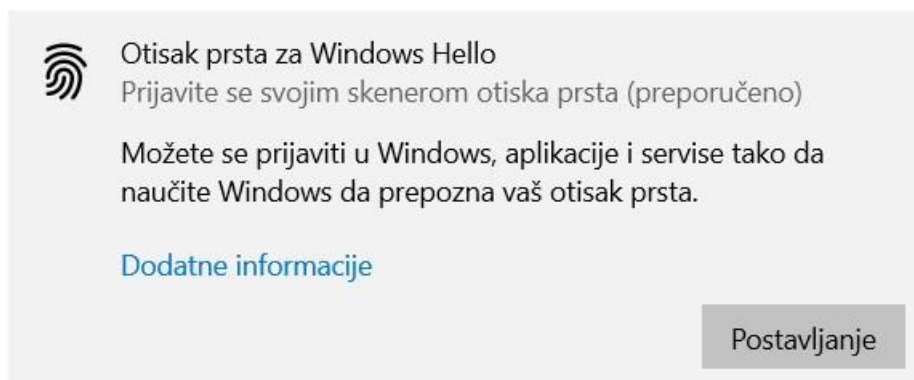 Otisak prsta za Windows Hello
Prijavite se svojim skenerom otiska prsta (preporučeno)
Možete se prijaviti u Windows, aplikacije i servise tako da
naučite Windows da prepozna vaš otisak prsta.
Dodatne informacije
Postavljanje